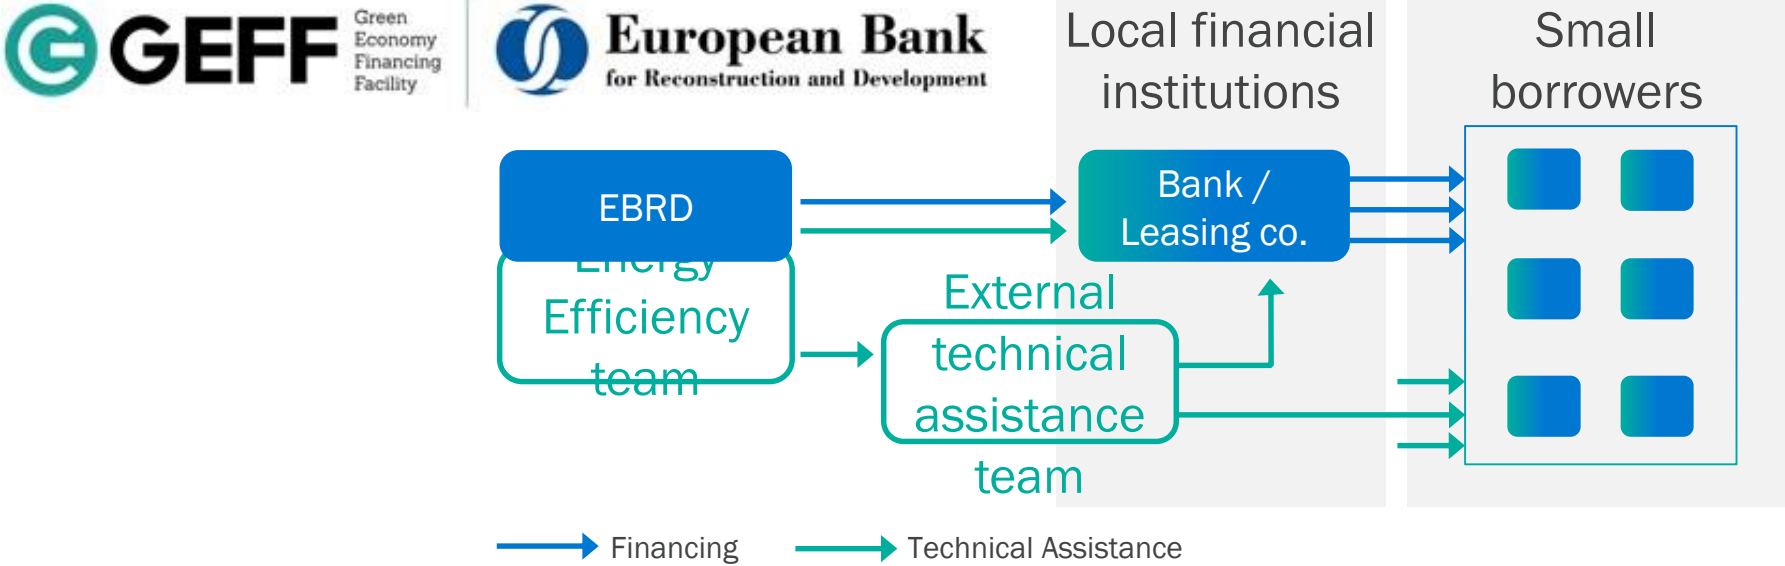 GEFF
Green
Economy
Financing
Facility
European Bank
for Reconstruction and Development
Local financial
institutions
Small
borrowers
EBRD
Bank /
Leasing co.
Energy
Efficiency
team
External
technical
assistance
team
Financing
Technical Assistance